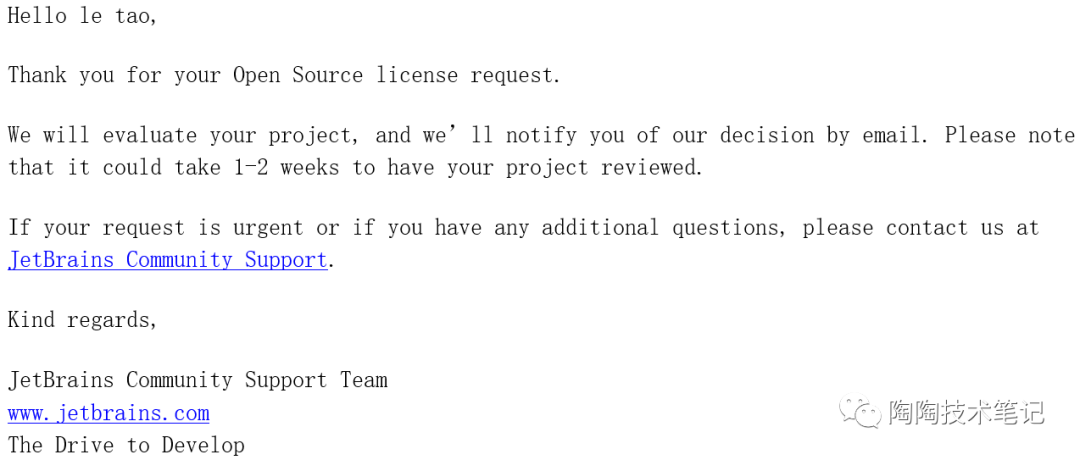 Hello le tao,
Thank you for your Open Source license request.
We will evaluate your project, and we’ll notify you of our decision by email. Please note
that it could take 1-2 weeks to have your project reviewed.
If your request is urgent or if you have any additional questions, please contact us at
JetBrains Community Support.
Kind regards,
JetBrains Community Support Team
www.jetbrains.com
The Drive to Develop
陶陶技术笔记